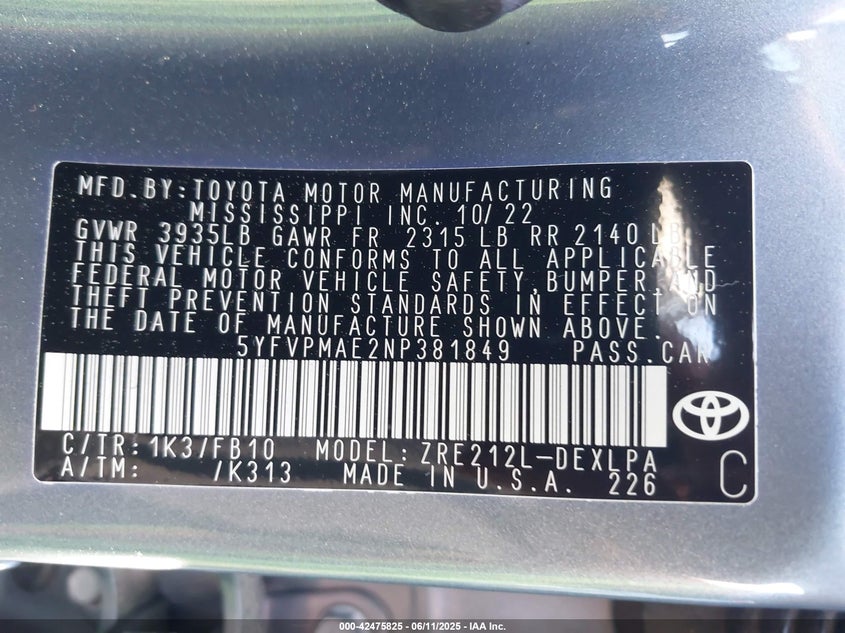 MFD.BY:TOYOTA MOTOR MANUFACTURING
MISSISSIPPI INC. 10/22
GVWR 3935LB GAWR FR 2315 LB RR 2140 LB
THIS VEHICLE CONFORMS TO ALL APPLICABLE
FEDERAL MOTOR VEHICLE SAFETY,BUMPER,AND
THEFT PREVENTION STANDARDS IN EFFECT ON
THE DATE OF MANUFACTURE SHOWN ABOVE.
5YFVPMAE2NP381849 PASS.CAR
C/TR:1K3/FB10 MODEL:ZRE212L-DEXLPA
A/TM: /K313 MADE IN U.S.A. 226
C
000-42475825 - 06/11/2025 - IAA Inc.